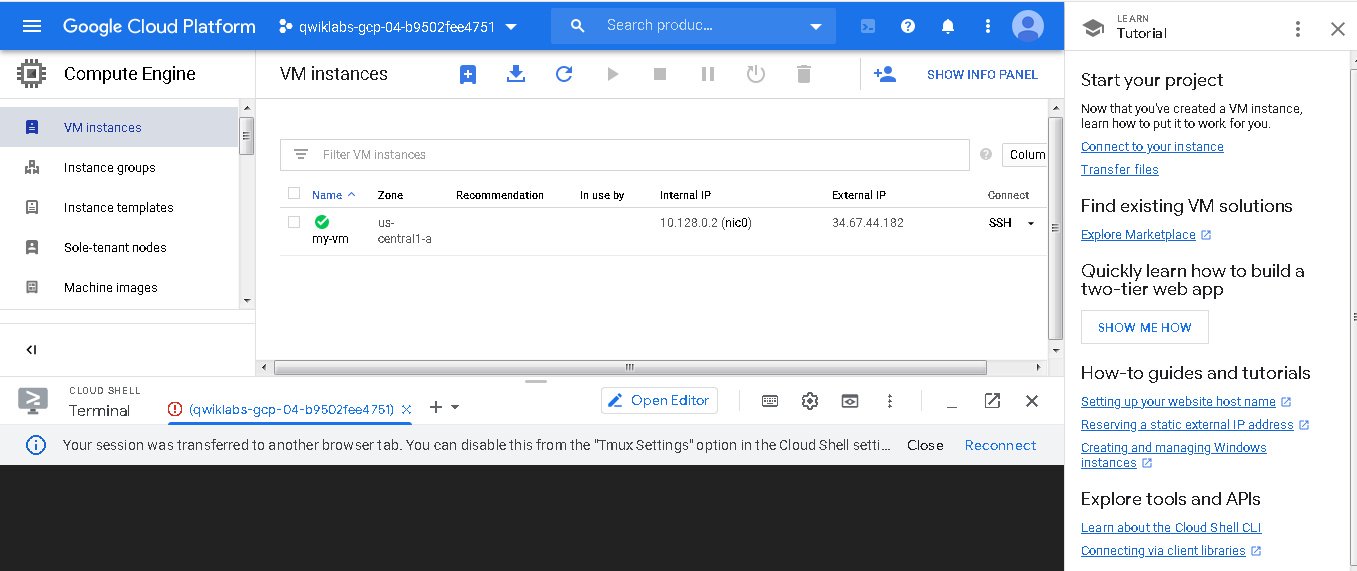 Google Cloud Platform
qwiklabs-gcp-04-b9502fee4751
Search produc...
LEARN
Tutorial
Compute Engine
VM instances
SHOW INFO PANEL
VM instances
Instance groups
Instance templates
Sole-tenant nodes
Machine images
Filter VM instances
Colum
Name Zone Recommendation In use by Internal IP External IP Connect
my-vm us-central1-a 10.128.0.2 (nic0) 34.67.44.182 SSH
Start your project
Now that you've created a VM instance,
learn how to put it to work for you.
Connect to your instance
Transfer files
Find existing VM solutions
Explore Marketplace
Quickly learn how to build a
two-tier web app
SHOW ME HOW
How-to guides and tutorials
Setting up your website host name
Reserving a static external IP address
Creating and managing Windows
instances
Explore tools and APIs
Learn about the Cloud Shell CLI
Connecting via client libraries
CLOUD SHELL
Terminal
(qwiklabs-gcp-04-b9502fee4751)
Open Editor
Your session was transferred to another browser tab. You can disable this from the "Tmux Settings" option in the Cloud Shell setti... Close Reconnect